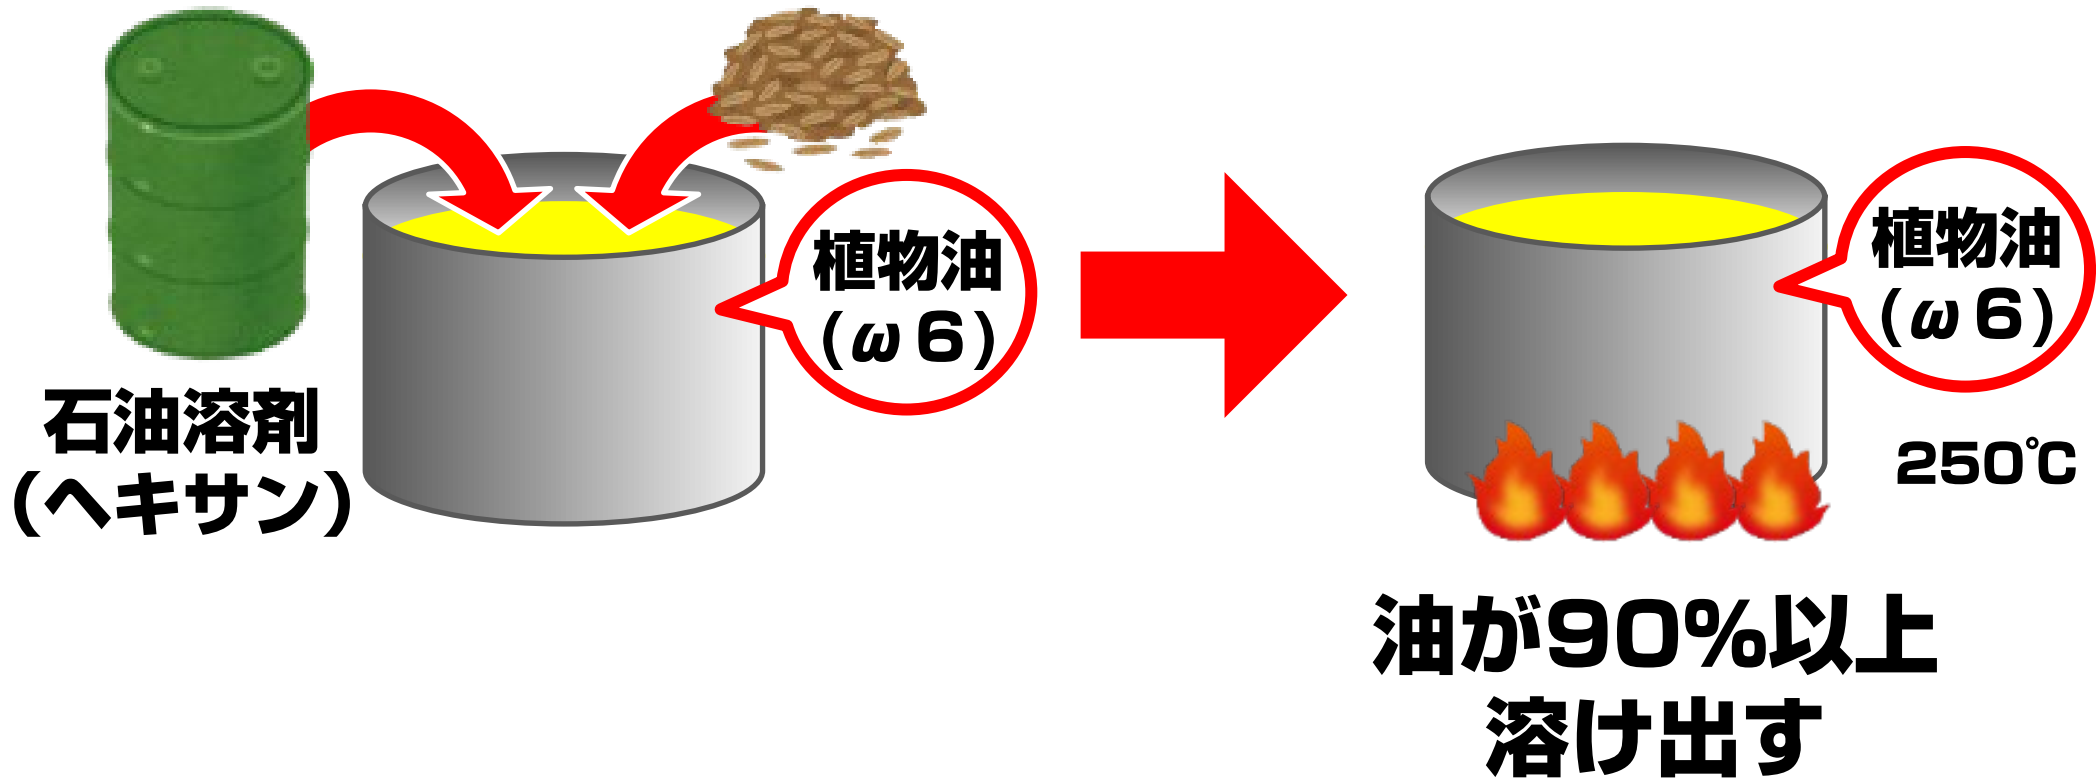 石油溶剤
(ヘキサン)
植物油
(ω6)
植物油
(ω6)
250℃
油が90%以上
溶け出す